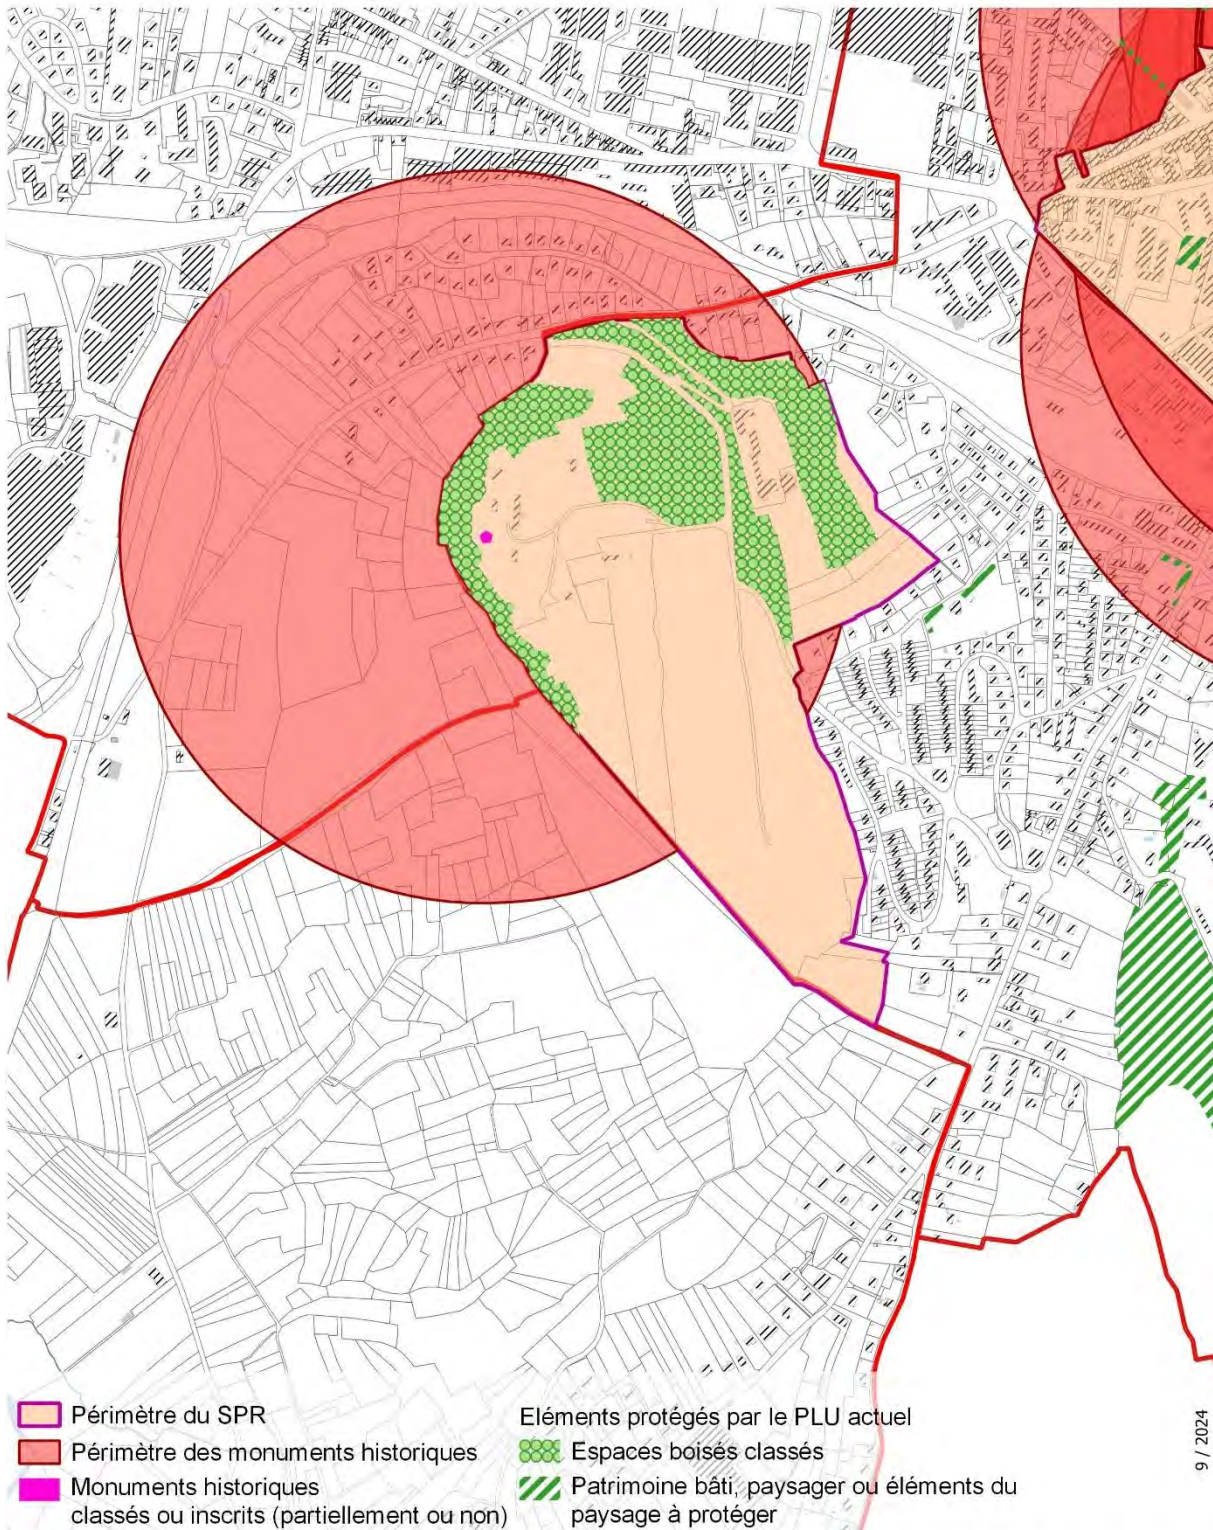 Périmètre du SPR
Périmètre des monuments historiques
Monuments historiques
classés ou inscrits (partiellement ou non)
Eléments protégés par le PLU actuel
Espaces boisés classés
Patrimoine bâti, paysager ou éléments du
paysage à protéger
9 / 2024